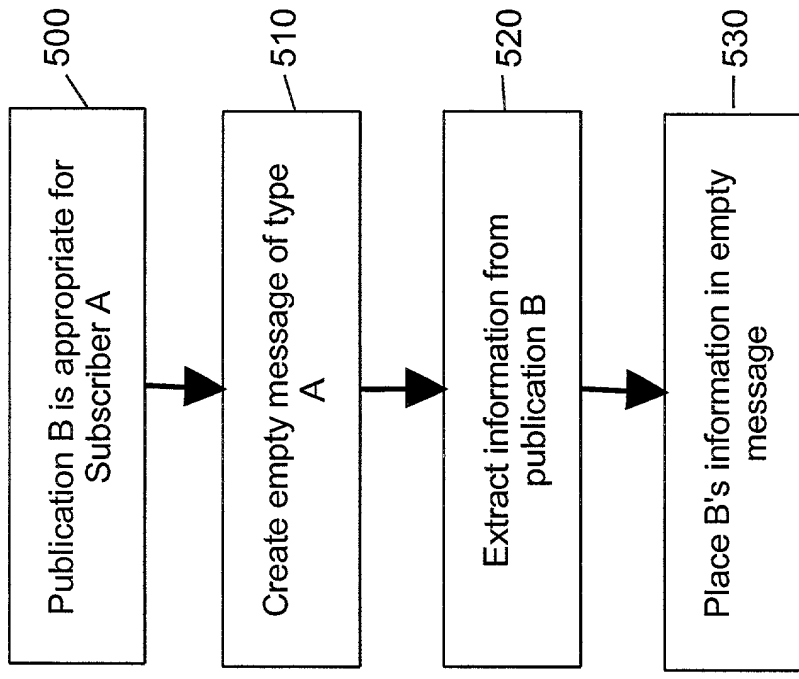 Publication B is appropriate for
Subscriber A
500
Create empty message of type
A
510
Extract information from
publication B
520
Place B's information in empty
message
530